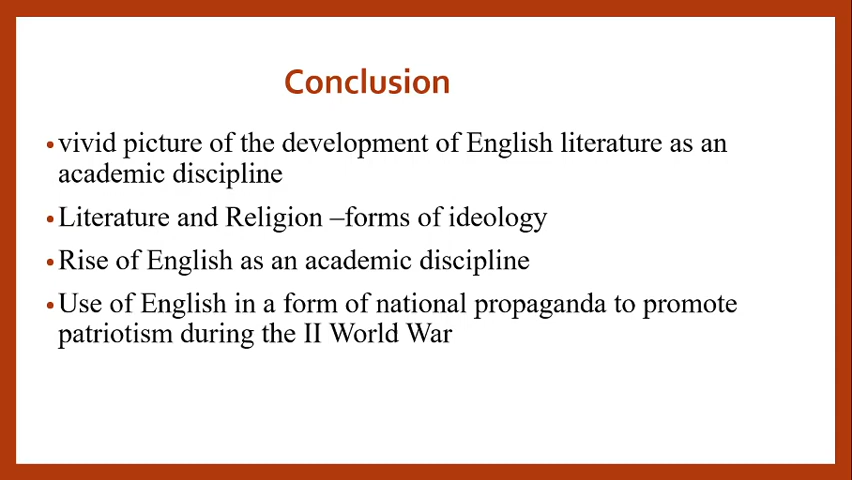 Conclusion
•vivid picture of the development of English literature as an
academic discipline
•Literature and Religion –forms of ideology
•Rise of English as an academic discipline
•Use of English in a form of national propaganda to promote
patriotism during the II World War